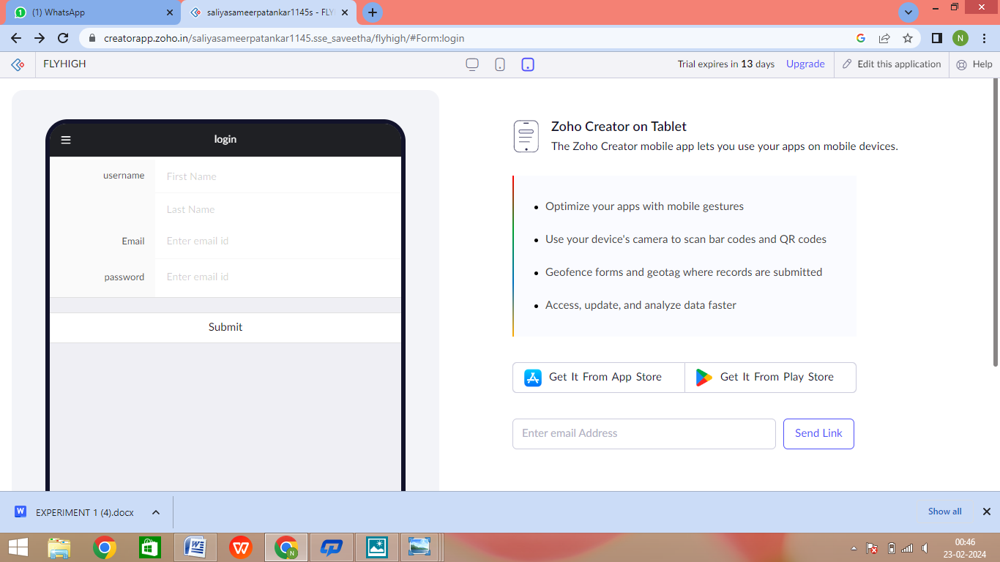 (1) WhatsApp
saliyasameerpatankar1145s - FLY
creatorapp.zoho.in/saliyasameerpatankar1145.sse_saveetha/flyhigh/#Form:login
N
FLYHIGH
Trial expires in 13 days
Upgrade
Edit this application
Help
login
username
First Name
Last Name
Email
Enter email id
password
Enter email id
Submit
Zoho Creator on Tablet
The Zoho Creator mobile app lets you use your apps on mobile devices.
Optimize your apps with mobile gestures
Use your device's camera to scan bar codes and QR codes
Geofence forms and geotag where records are submitted
Access, update, and analyze data faster
Get It From App Store
Get It From Play Store
Enter email Address
Send Link
W
EXPERIMENT 1 (4).docx
Show all
W
W
N
00:46
23-02-2024